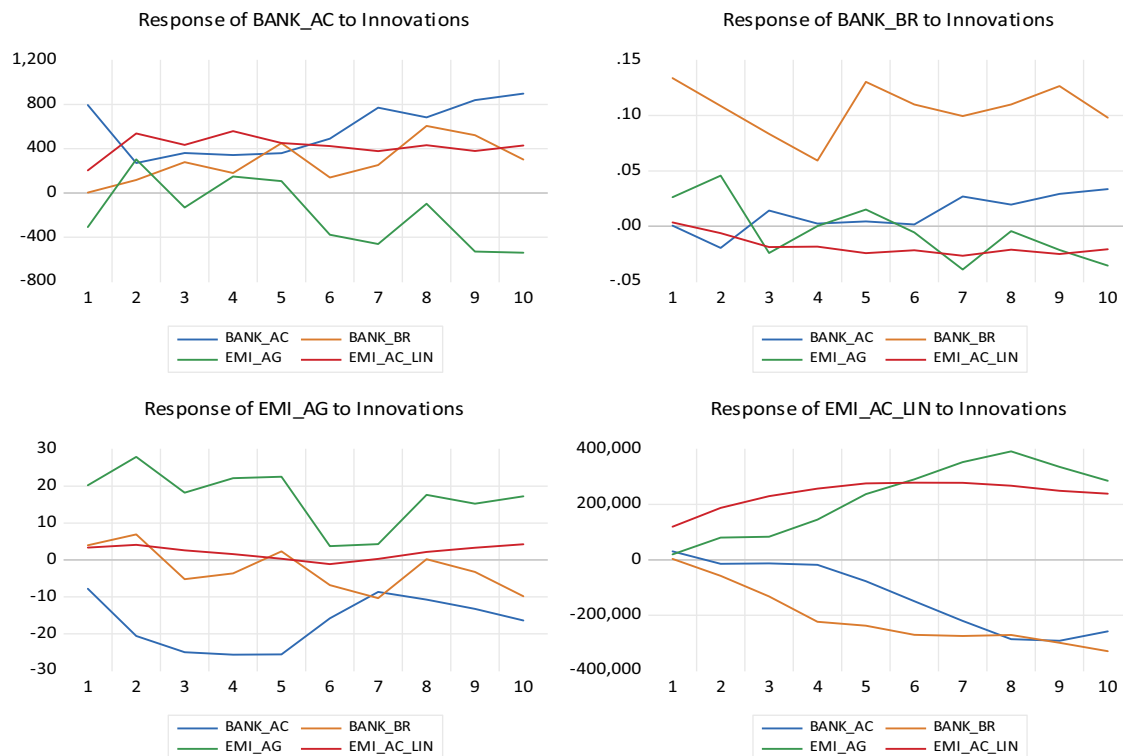 Response of BANK_AC to Innovations
1,200
800
400
0
-400
-800
1 2 3 4 5 6 7 8 9 10
BANK_AC BANK_BR
EMI_AG EMI_AC_LIN
Response of BANK_BR to Innovations
.15
.10
.05
.00
-.05
1 2 3 4 5 6 7 8 9 10
BANK_AC BANK_BR
EMI_AG EMI_AC_LIN
Response of EMI_AG to Innovations
30
20
10
0
-10
-20
-30
1 2 3 4 5 6 7 8 9 10
BANK_AC BANK_BR
EMI_AG EMI_AC_LIN
Response of EMI_AC_LIN to Innovations
400,000
200,000
0
-200,000
-400,000
1 2 3 4 5 6 7 8 9 10
BANK_AC BANK_BR
EMI_AG EMI_AC_LIN